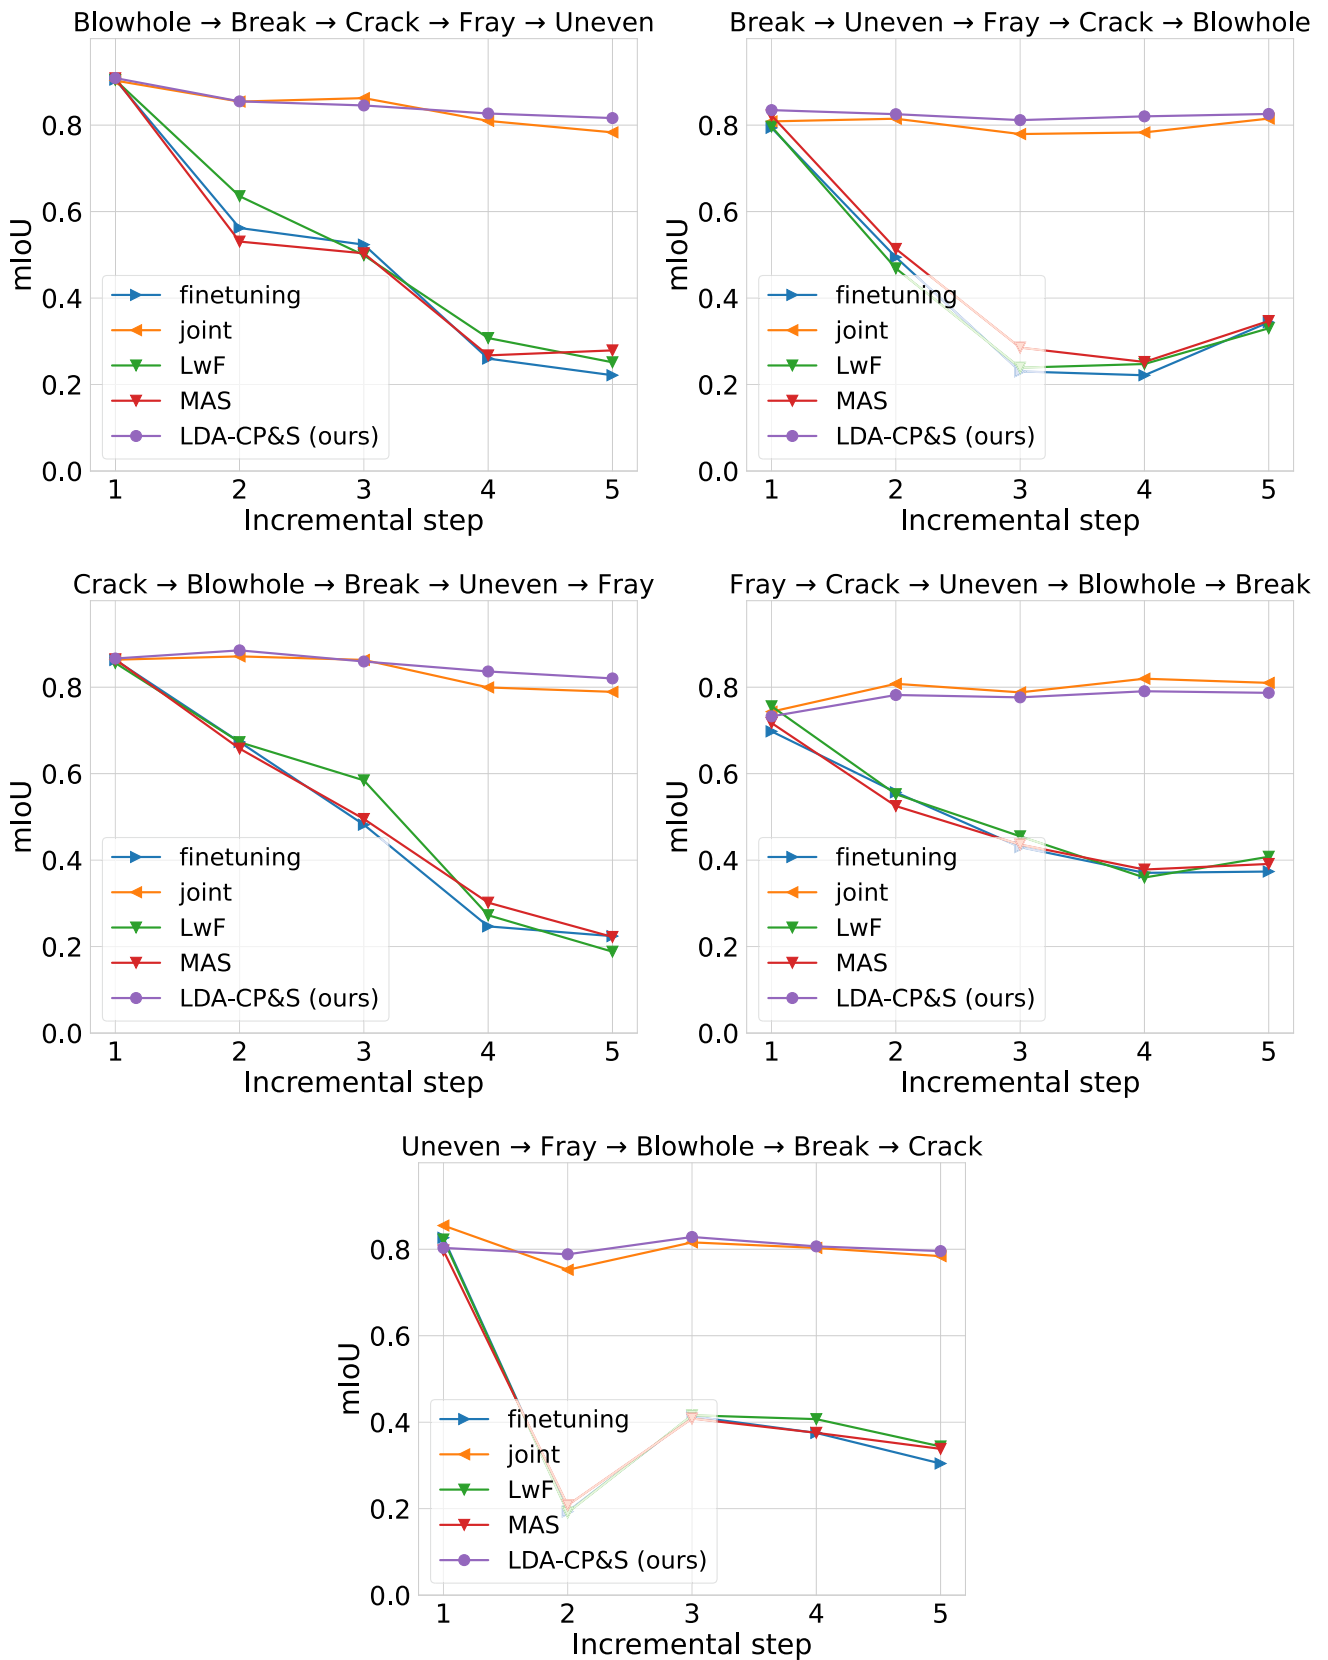 Blowhole → Break → Crack → Fray → Uneven
mIoU
0.8
0.6
0.4
0.2
0.0
finetuning
joint
LwF
MAS
LDA-CP&S (ours)
1 2 3 4 5
Incremental step
Break → Uneven → Fray → Crack → Blowhole
mIoU
0.8
0.6
0.4
0.2
0.0
finetuning
joint
LwF
MAS
LDA-CP&S (ours)
1 2 3 4 5
Incremental step
Crack → Blowhole → Break → Uneven → Fray
mIoU
0.8
0.6
0.4
0.2
0.0
finetuning
joint
LwF
MAS
LDA-CP&S (ours)
1 2 3 4 5
Incremental step
Fray → Crack → Uneven → Blowhole → Break
mIoU
0.8
0.6
0.4
0.2
0.0
finetuning
joint
LwF
MAS
LDA-CP&S (ours)
1 2 3 4 5
Incremental step
Uneven → Fray → Blowhole → Break → Crack
mIoU
0.8
0.6
0.4
0.2
0.0
finetuning
joint
LwF
MAS
LDA-CP&S (ours)
1 2 3 4 5
Incremental step